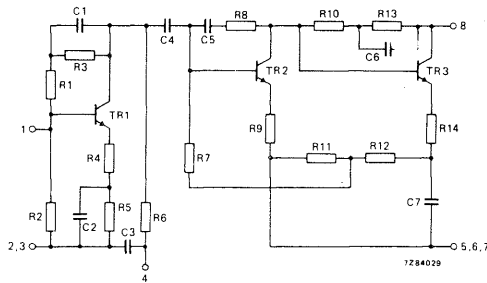 C1
C4
C5
R8
R10
R13
8
R3
C6
R1
TR1
TR2
TR3
1
R4
R9
R14
R7
R11
R12
R2
C2
R5
R6
C7
2,3
C3
5,6,7
4
7Z84029